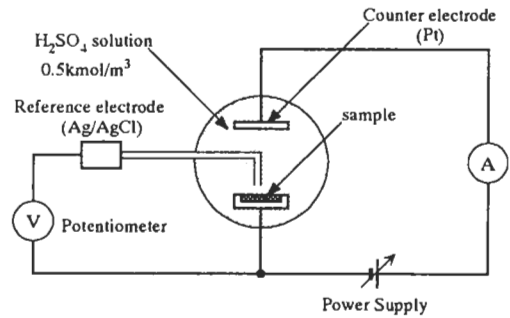 Counter electrode
(Pt)
H₂SO₄ solution
0.5kmol/m³
Reference electrode
(Ag/AgCl)
sample
A
V
Potentiometer
Power Supply